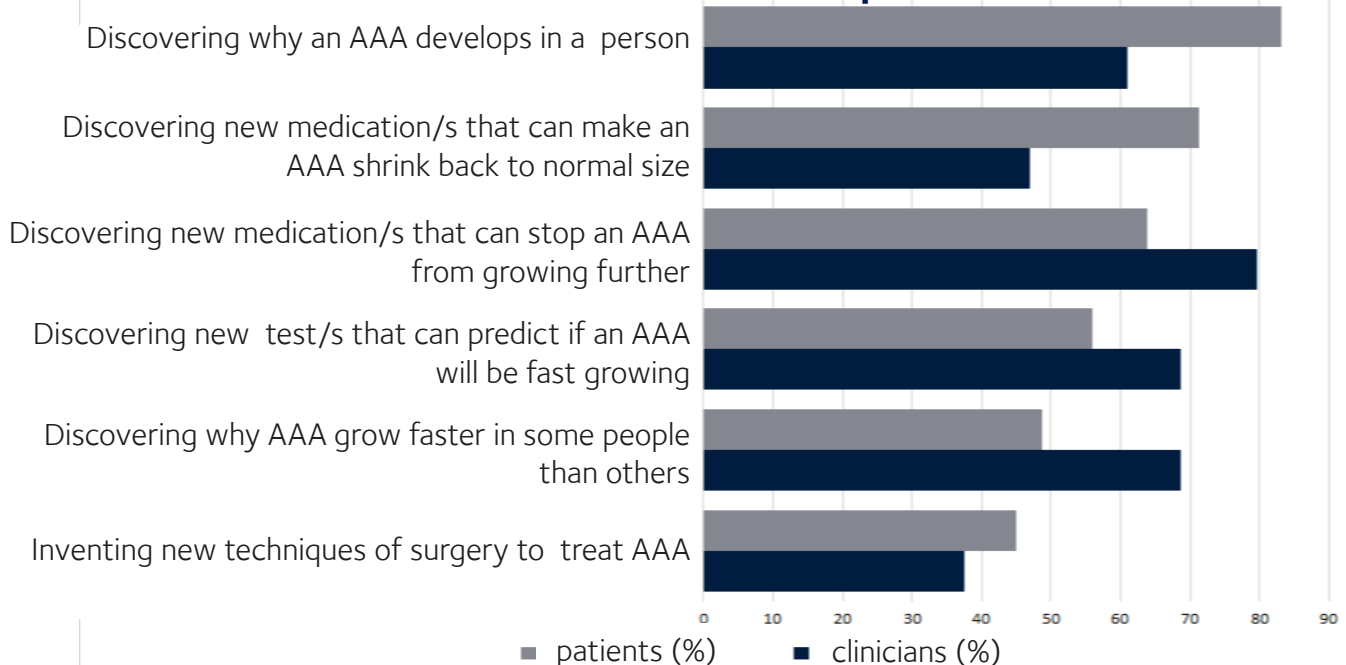 Discovering why an AAA develops in a person
Discovering new medication/s that can make an
AAA shrink back to normal size
Discovering new medication/s that can stop an AAA
from growing further
Discovering new test/s that can predict if an AAA
will be fast growing
Discovering why AAA grow faster in some people
than others
Inventing new techniques of surgery to treat AAA
0 10 20 30 40 50 60 70 80 90
patients (%) clinicians (%)